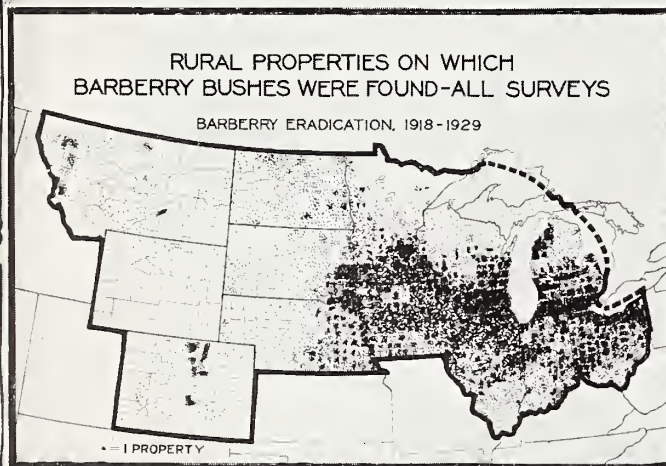 RURAL PROPERTIES ON WHICH
BARBERRY BUSHES WERE FOUND-ALL SURVEYS
BARBERRY ERADICATION, 1918-1929
• = 1 PROPERTY